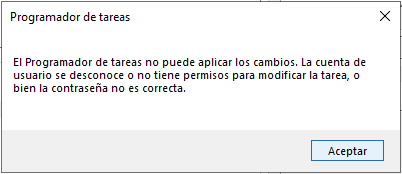 Programador de tareas
El Programador de tareas no puede aplicar los cambios. La cuenta de
usuario se desconoce o no tiene permisos para modificar la tarea, o
bien la contraseña no es correcta.
Aceptar